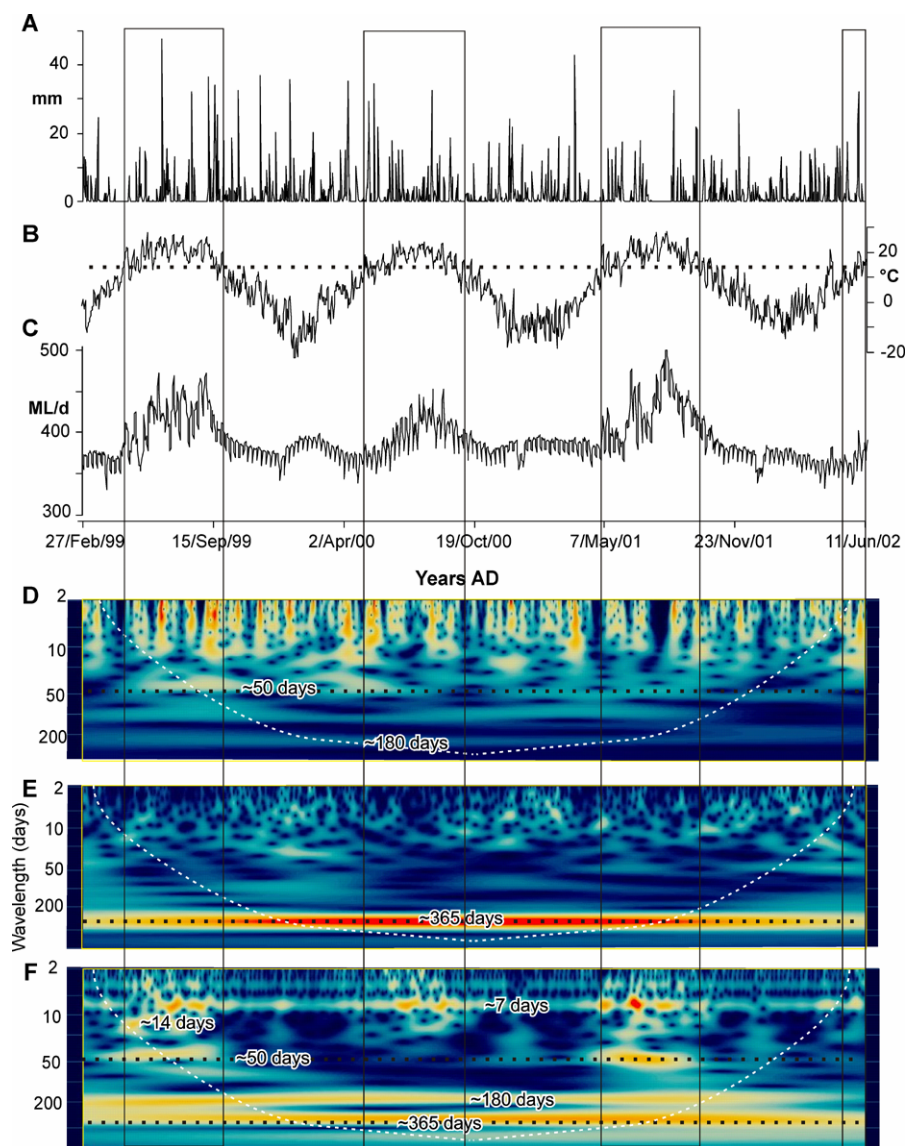 A
40
mm
20
0
B
20
°C
0
-20
C
500
ML/d
400
300
27/Feb/99 15/Sep/99 2/Apr/00 19/Oct/00 7/May/01 23/Nov/01 11/Jun/02
Years AD
D
2
10
50
200
~50 days
~180 days
E
2
10
50
200
~365 days
Wavelength (days)
F
2
10
50
200
~7 days
~14 days
~50 days
~180 days
~365 days